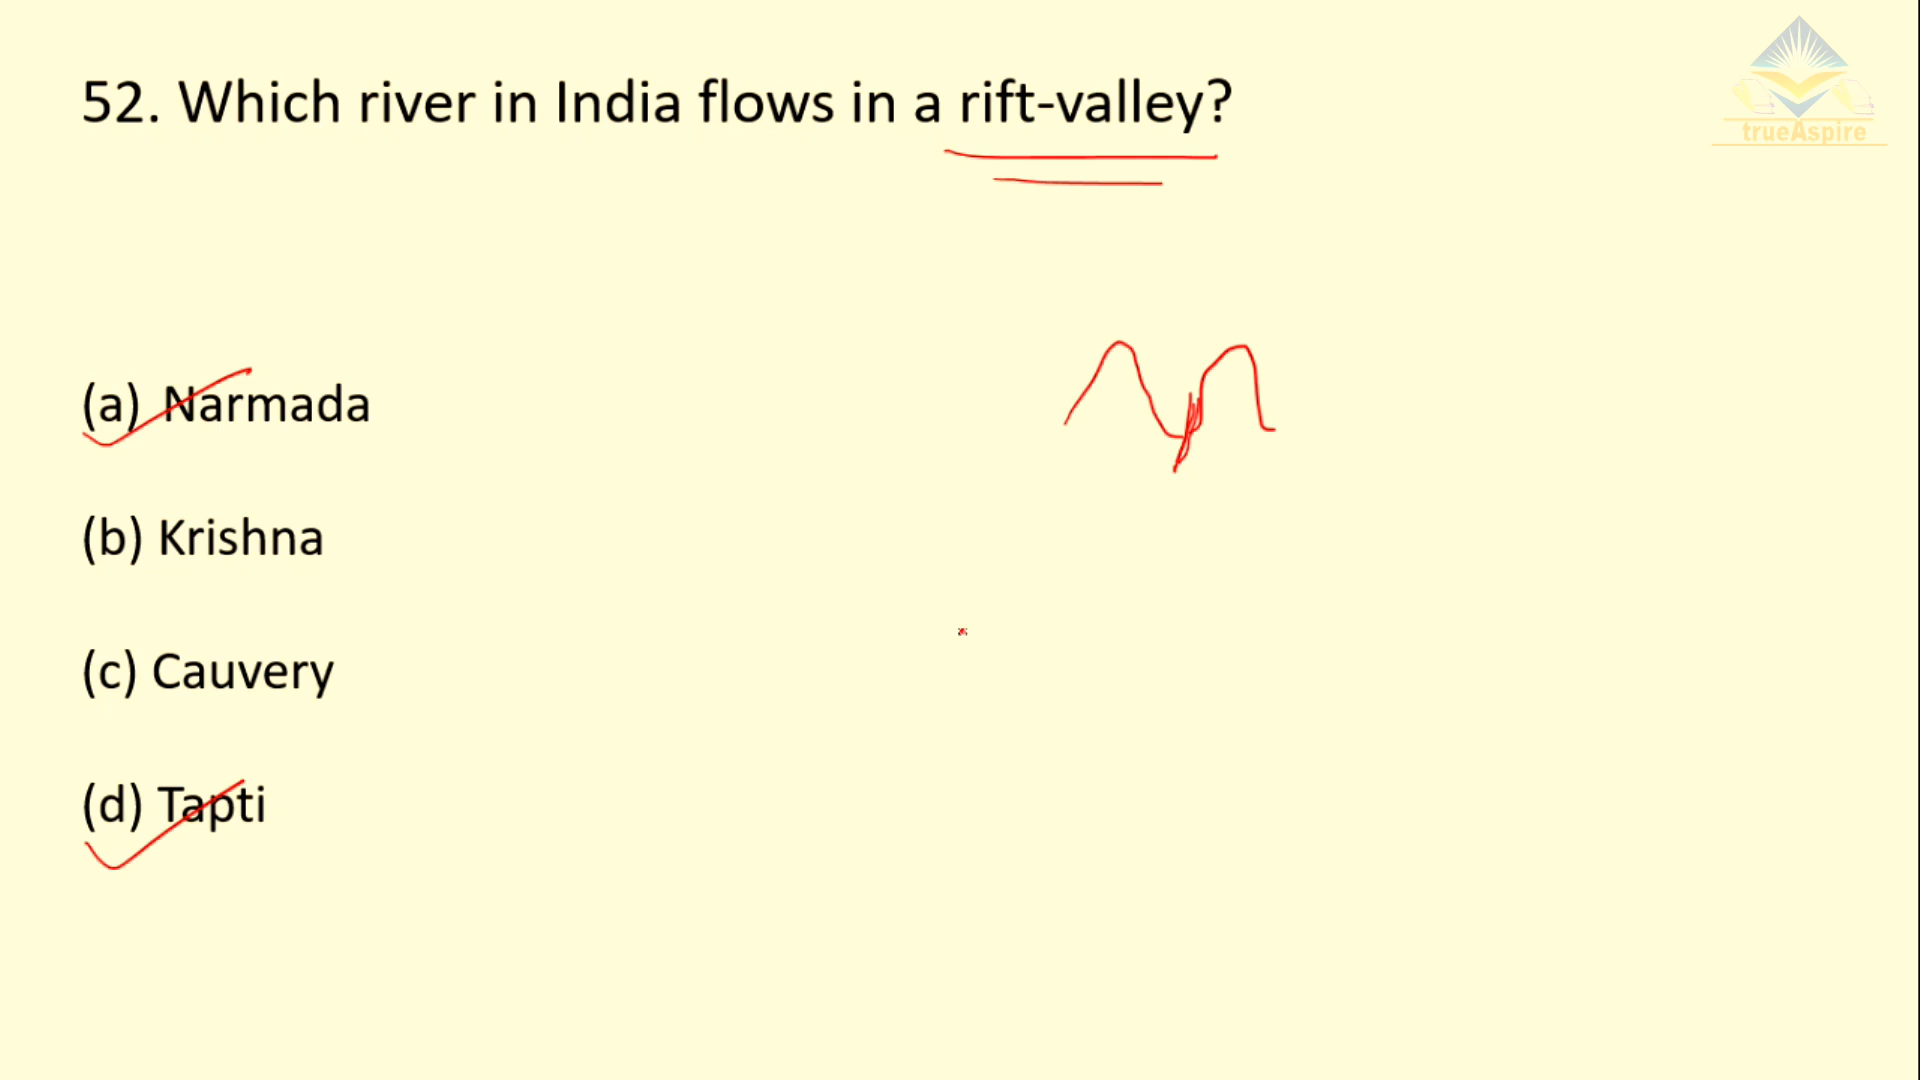 trueAspire
52. Which river in India flows in a rift-valley?
(a) Narmada
(b) Krishna
(c) Cauvery
(d) Tapti